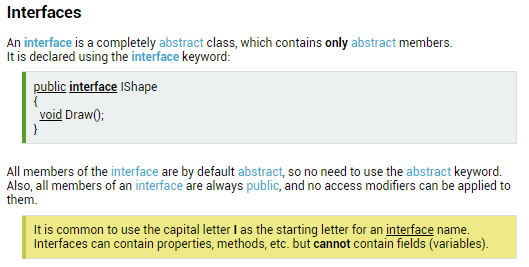 Interfaces
An interface is a completely abstract class, which contains only abstract members.
It is declared using the interface keyword:
public interface IShape
{
void Draw();
}
All members of the interface are by default abstract, so no need to use the abstract keyword.
Also, all members of an interface are always public, and no access modifiers can be applied to
them.
It is common to use the capital letter I as the starting letter for an interface name.
Interfaces can contain properties, methods, etc. but cannot contain fields (variables).